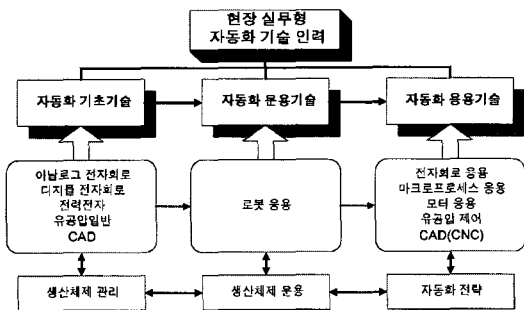 현장 실무형
자동화 기술 인력
자동화 기초기술
자동화 운용기술
자동화 응용기술
아날로그 전자회로
디지틀 전자회로
전력전자
유공압일반
CAD
로봇 응용
전자회로 응용
마크로프로세스 응용
모터 응용
유공압 제어
CAD(CNC)
생산체제 관리
생산체제 운용
자동화 전략